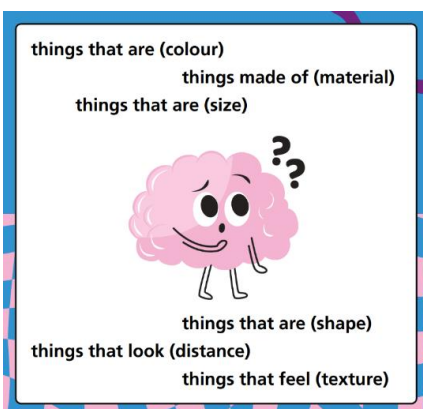 things that are (colour)
things made of (material)
things that are (size)
??
things that are (shape)
things that look (distance)
things that feel (texture)